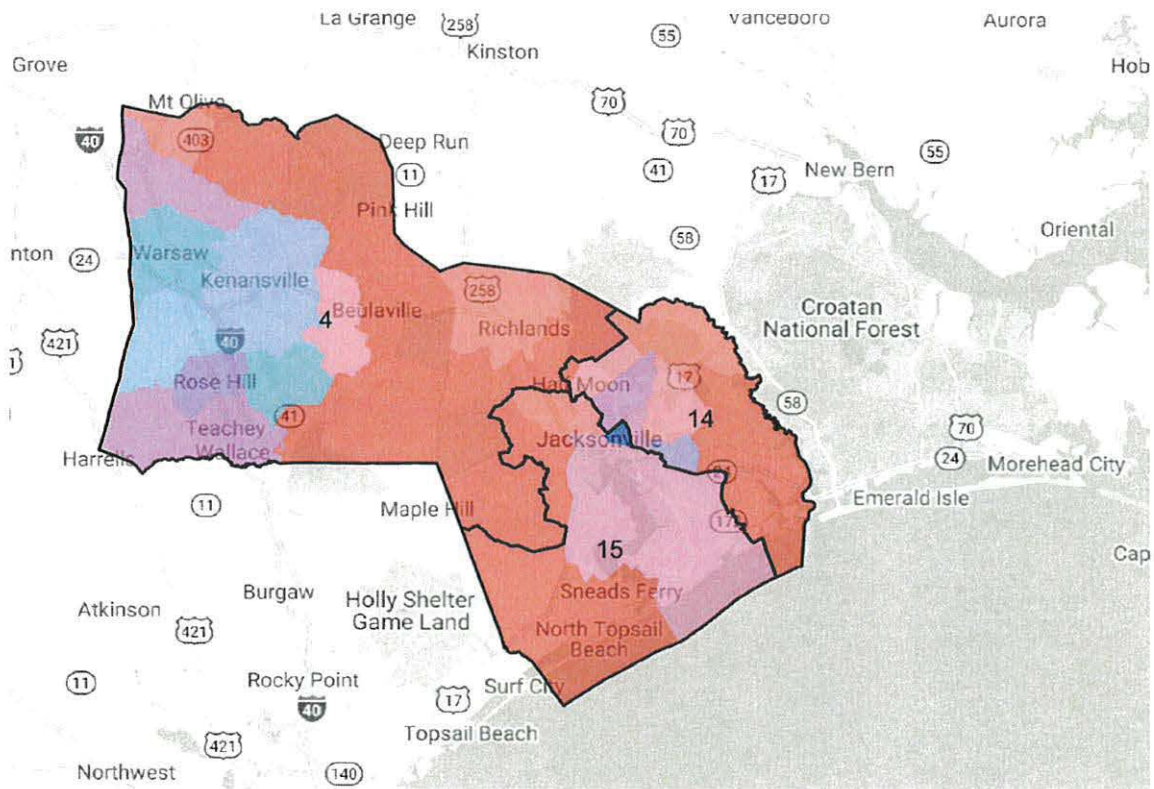 La Grange
258
Kinston
55
Vanceboro
Aurora
Grove
Hob
Mt Olive
403
40
Deep Run
70
70
11
41
17
New Bern
55
Pink Hill
nton
24
Warsaw
58
Oriental
Kenansville
258
4
Beulaville
Richlands
Croatan
National Forest
421
40
1
Rose Hill
Half Moon
17
41
14
58
Teachey
Jacksonville
70
Harrells
Wallace
24
24
Morehead City
Emerald Isle
11
Maple Hill
17
15
Cap
Burgaw
Holly Shelter
Game Land
Sneads Ferry
Atkinson
421
North Topsail
Beach
11
Rocky Point
40
Surf City
17
Topsail Beach
421
Northwest
140